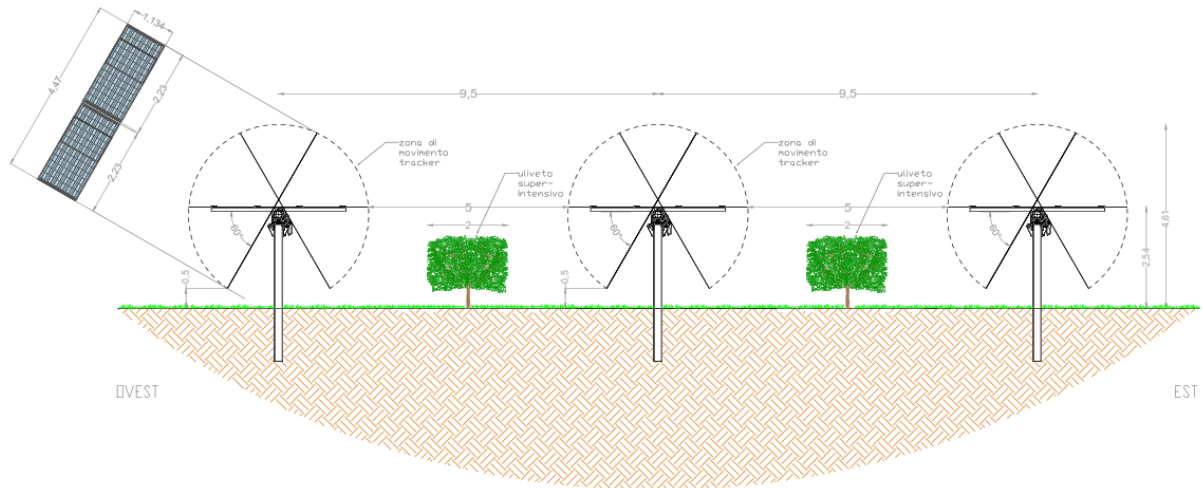 1,134
4,47
2,23
2,23
9,5
9,5
zona di
movimento
tracker
zona di
movimento
tracker
uliveto
super-
intensivo
uliveto
super-
intensivo
5
5
2
2
60°
60°
60°
0,5
0,5
2,54
4,61
OVEST
EST